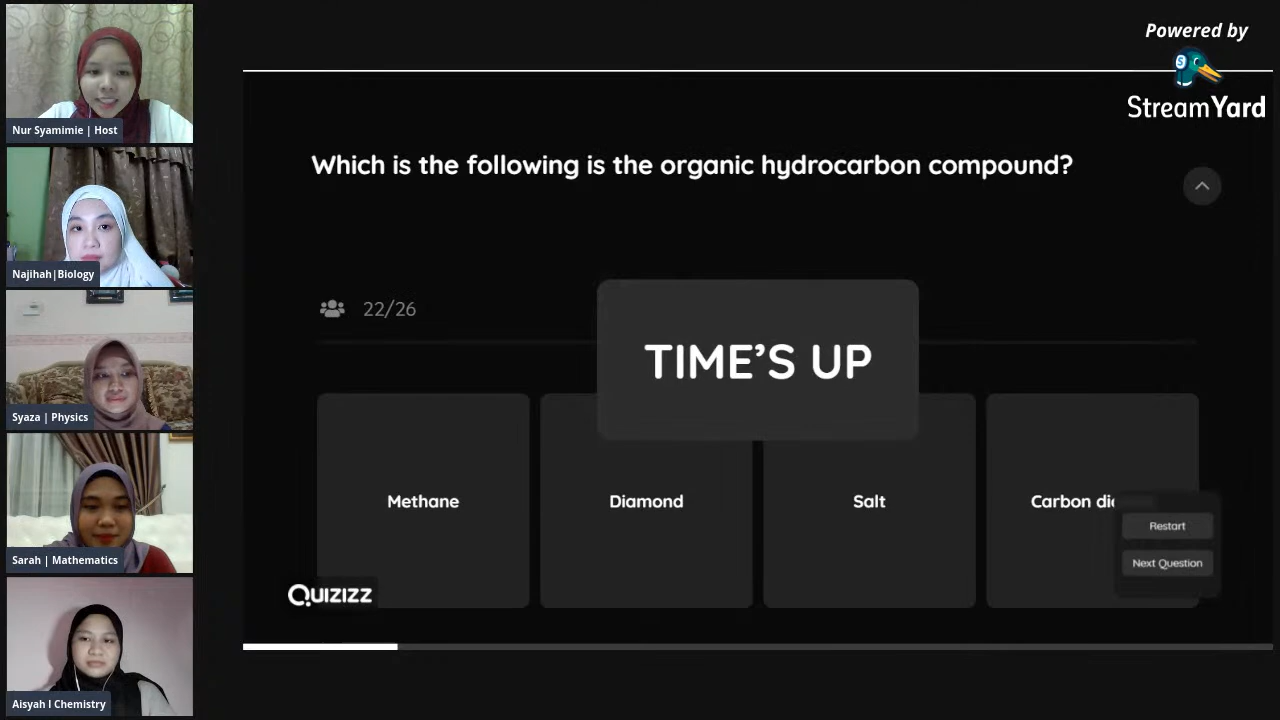 Powered by
StreamYard
Nur Syamimie | Host
Najihah|Biology
Syaza | Physics
Sarah | Mathematics
Aisyah l Chemistry
Which is the following is the organic hydrocarbon compound?
22/26
TIME'S UP
Methane
Diamond
Salt
Carbon
Restart
Next Question
QUIZIZZ